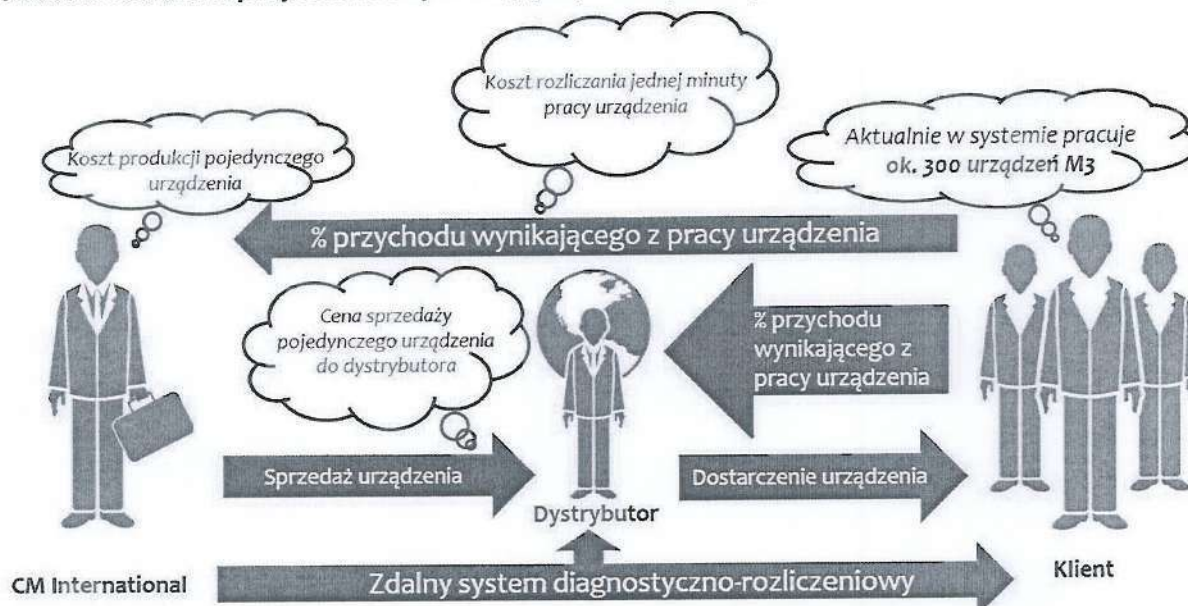 Koszt rozliczania jednej minuty
pracy urządzenia
Koszt produkcji pojedynczego
urządzenia
Aktualnie w systemie pracuje
ok. 300 urządzeń M3
% przychodu wynikającego z pracy urządzenia
Cena sprzedaży
pojedynczego urządzenia
do dystrybutora
% przychodu
wynikającego z
pracy urządzenia
Sprzedaż urządzenia
Dostarczenie urządzenia
Dystrybutor
CM International
Zdalny system diagnostyczno-rozliczeniowy
Klient